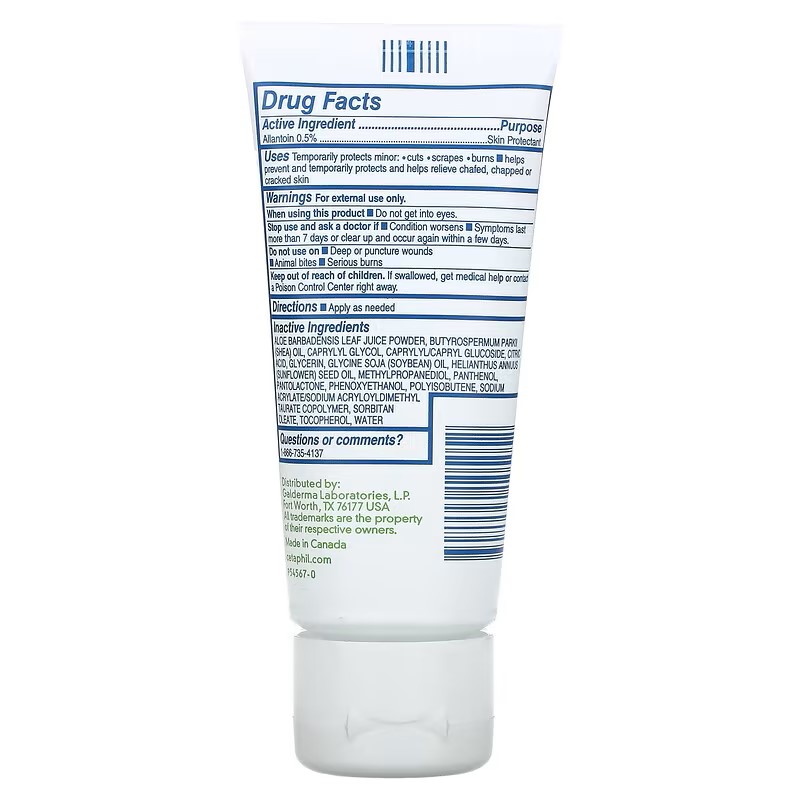 Drug Facts
Active Ingredient ................................................Purpose
Allantoin 0.5% ................................................Skin Protectant
Uses Temporarily protects minor: • cuts • scrapes • burns ■ helps
prevent and temporarily protects and helps relieve chafed, chapped or
cracked skin
Warnings For external use only.
When using this product ■ Do not get into eyes.
Stop use and ask a doctor if ■ Condition worsens ■ Symptoms last
more than 7 days or clear up and occur again within a few days.
Do not use on ■ Deep or puncture wounds
■ Animal bites ■ Serious burns
Keep out of reach of children. If swallowed, get medical help or contact
a Poison Control Center right away.
Directions ■ Apply as needed
Inactive Ingredients
ALOE BARBADENSIS LEAF JUICE POWDER, BUTYROSPERMUM PARKII
(SHEA) OIL, CAPRYLYL GLYCOL, CAPRYLYL/CAPRYL GLUCOSIDE, CITRIC
ACID, GLYCERIN, GLYCINE SOJA (SOYBEAN) OIL, HELIANTHUS ANNUUS
(SUNFLOWER) SEED OIL, METHYLPROPANEDIOL, PANTHENOL,
PANTOLACTONE, PHENOXYETHANOL, POLYISOBUTENE, SODIUM
ACRYLATE/SODIUM ACRYLOYLDIMETHYL
TAURATE COPOLYMER, SORBITAN
OLEATE, TOCOPHEROL, WATER
Questions or comments?
1-866-735-4137
Distributed by:
Galderma Laboratories, L.P.
Fort Worth, TX 76177 USA
All trademarks are the property
of their respective owners.
Made in Canada
cetaphil.com
P54567-0